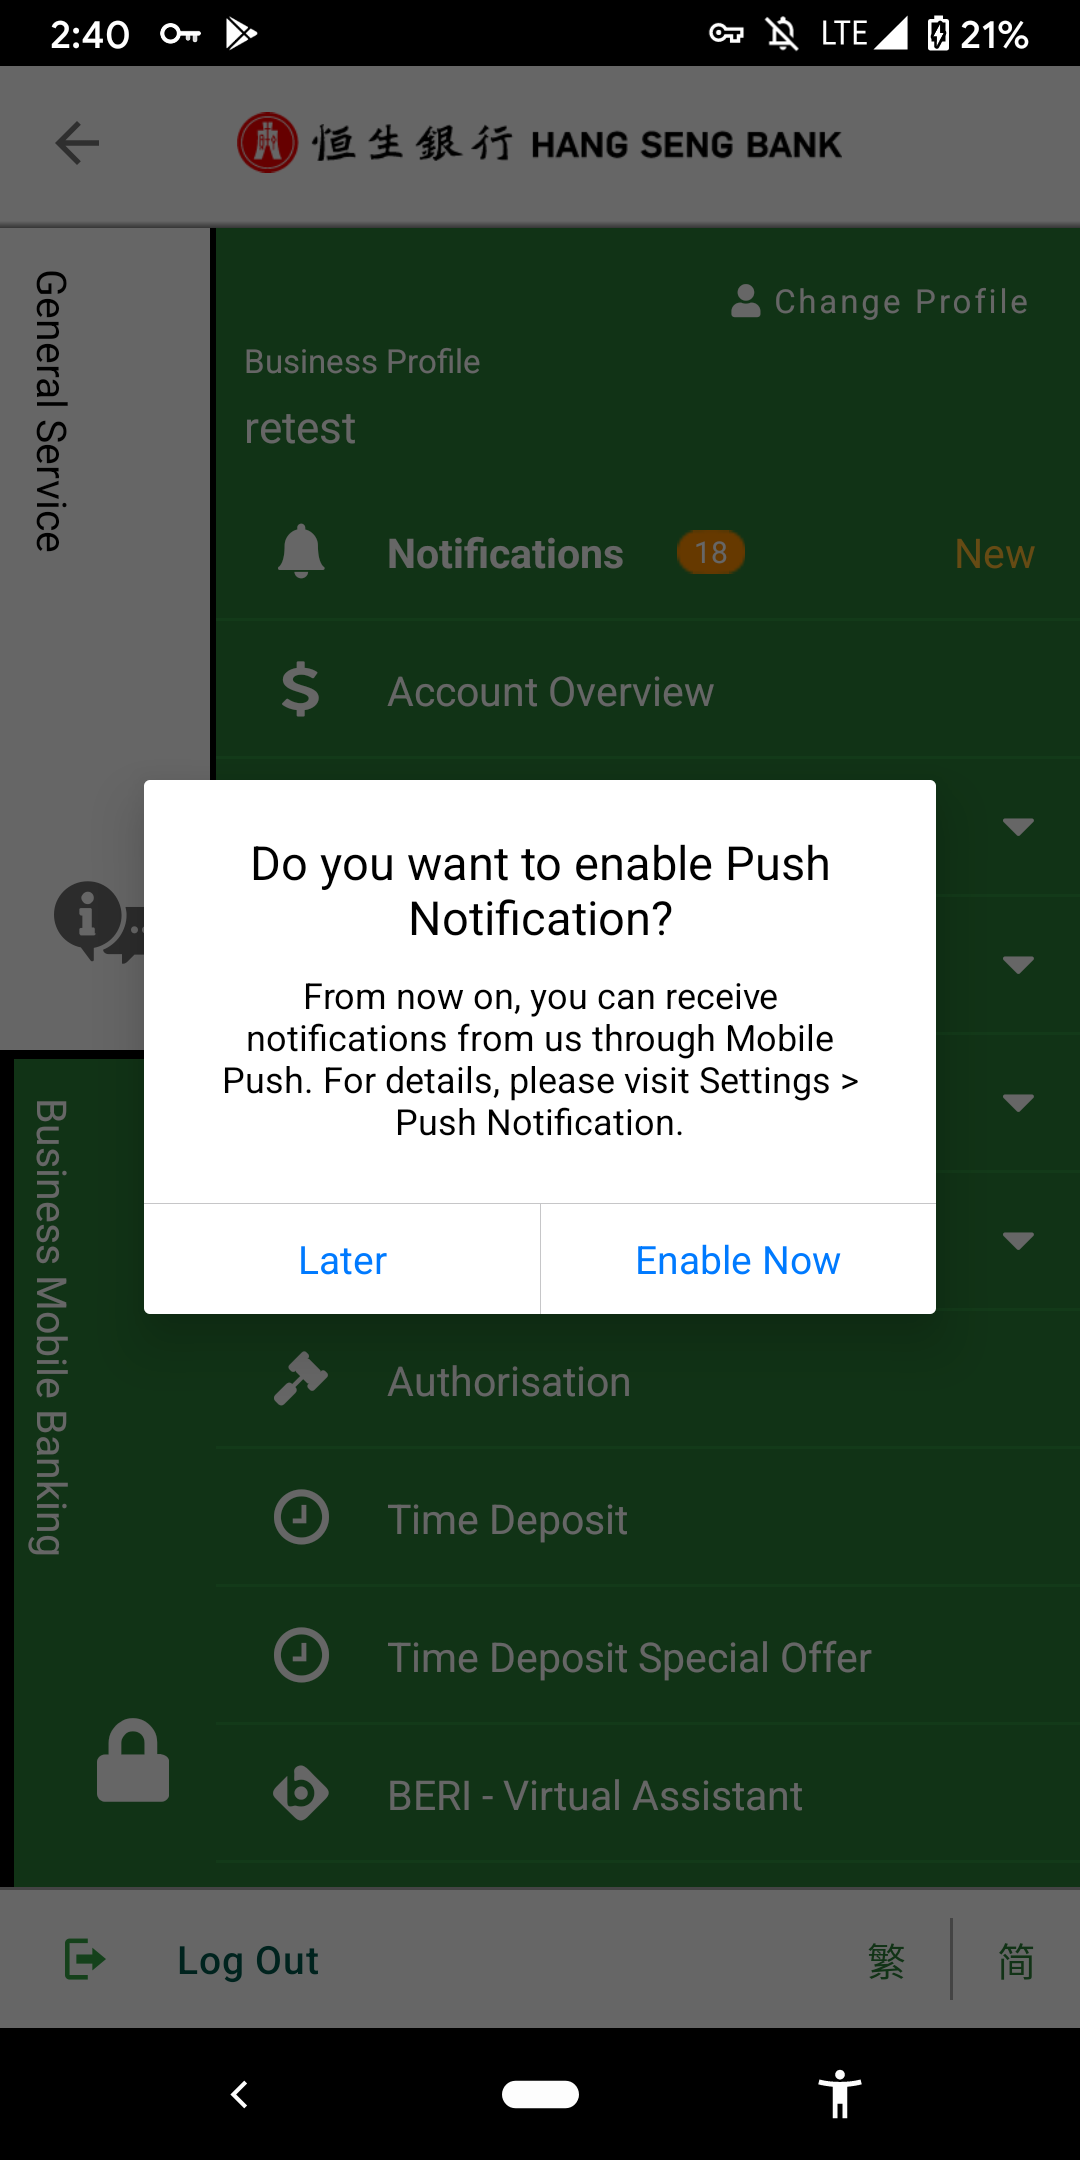 2:40
LTE
21%
恒生銀行 HANG SENG BANK
General Service
Change Profile
Business Profile
retest
Notifications 18 New
Account Overview
Do you want to enable Push
Notification?
From now on, you can receive
notifications from us through Mobile
Push. For details, please visit Settings >
Push Notification.
Later
Enable Now
Business Mobile Banking
Authorisation
Time Deposit
Time Deposit Special Offer
BERI - Virtual Assistant
Log Out
繁
简